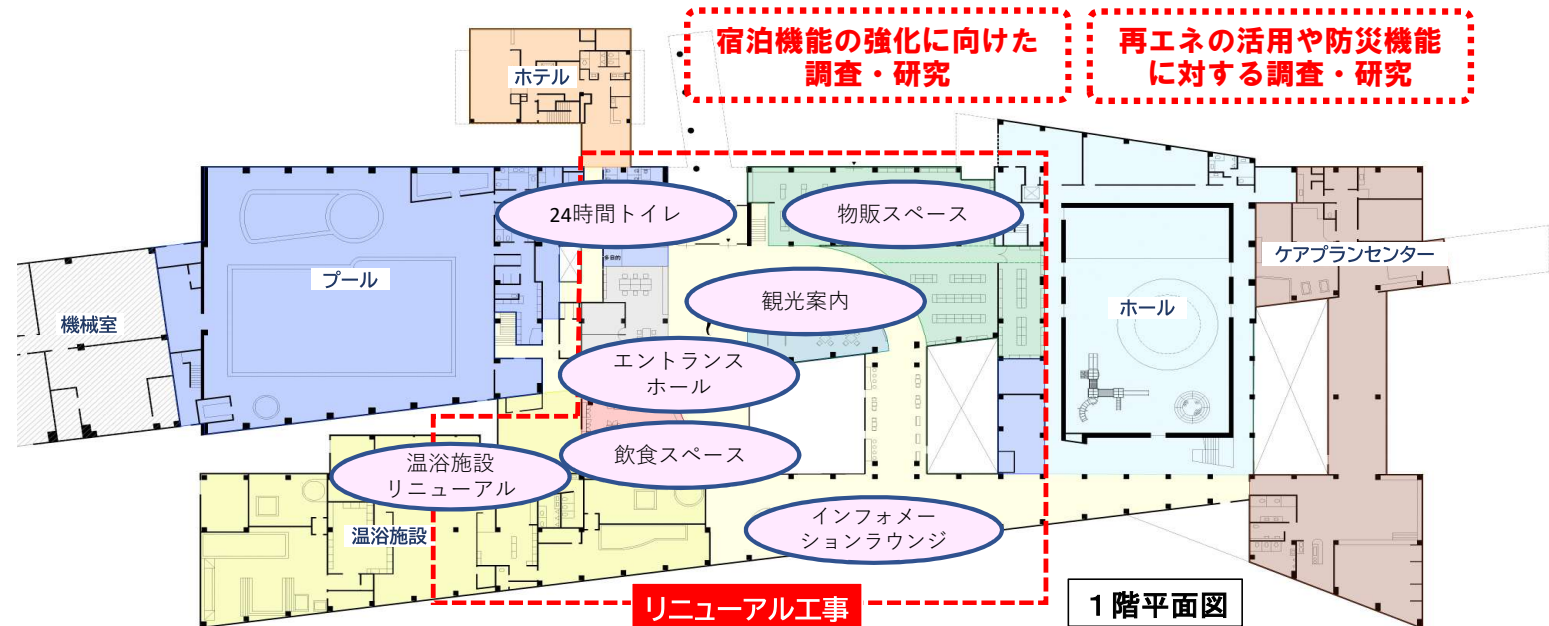 宿泊機能の強化に向けた
調査・研究
再エネの活用や防災機能
に対する調査・研究
ホテル
24時間トイレ
物販スペース
多目的
ケアプランセンター
プール
観光案内
ホール
機械室
エントランス
ホール
飲食スペース
温浴施設
リニューアル
温浴施設
インフォメー
ションラウンジ
リニューアル工事
１階平面図